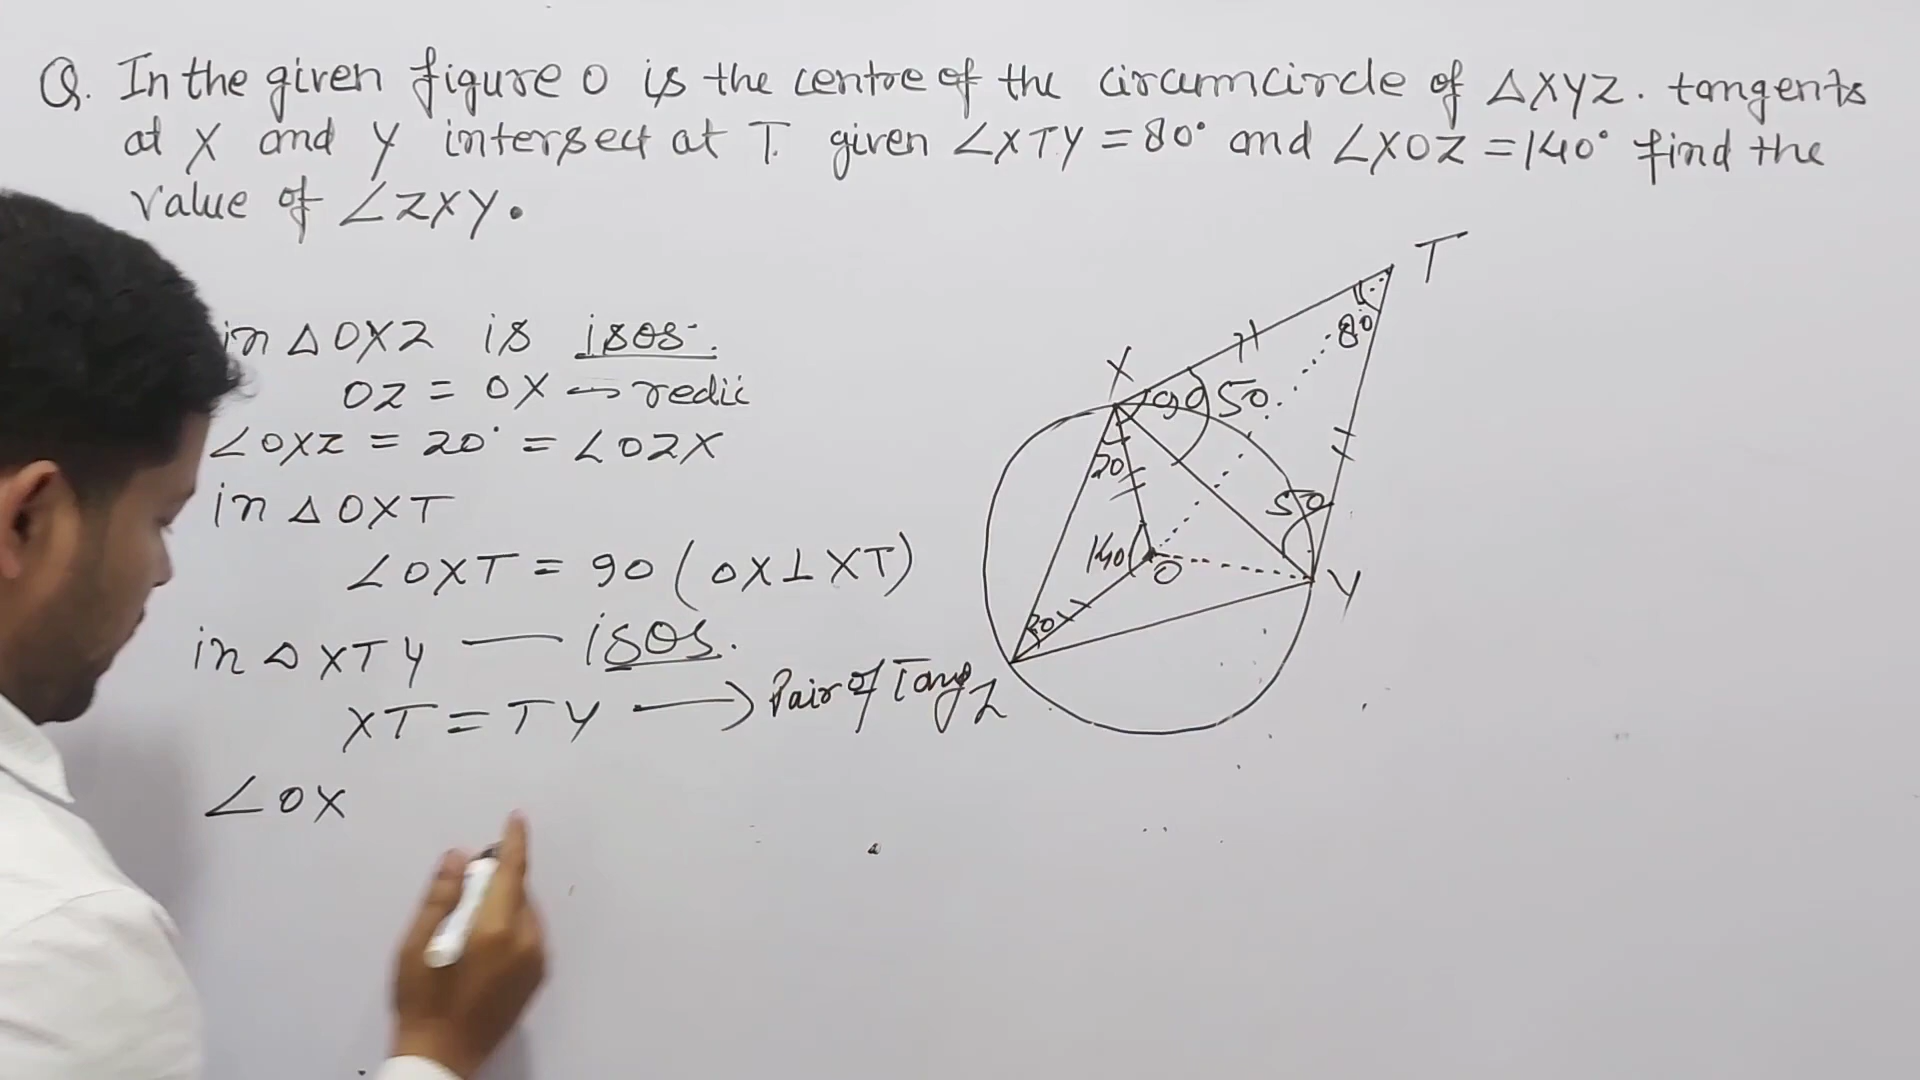 Q. In the given figure O is the centre of the circumcircle of △XYZ. tangents
at X and Y intersect at T. given ∠XTY = 80° and ∠XOZ = 140° find the
value of ∠ZXY.
in △OXZ is isos.
OZ = OX → redii
∠OXZ = 20° = ∠OZX
in △OXT
∠OXT = 90 (OX⊥XT)
in △XTY — isos.
XT = TY → Pair of Tang
∠OX
T
80
X
90
50
20
50
140
O
Y
20
Z